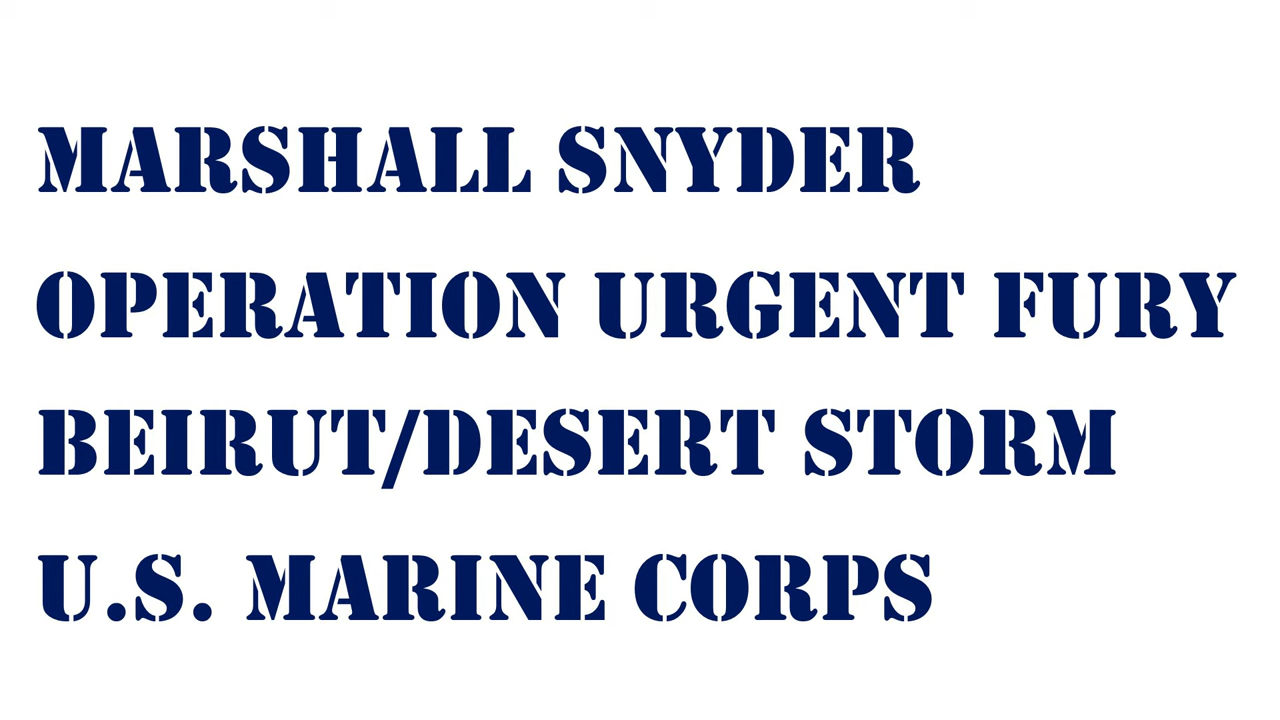 MARSHALL SNYDER
OPERATION URGENT FURY
BEIRUT/DESERT STORM
U.S. MARINE CORPS